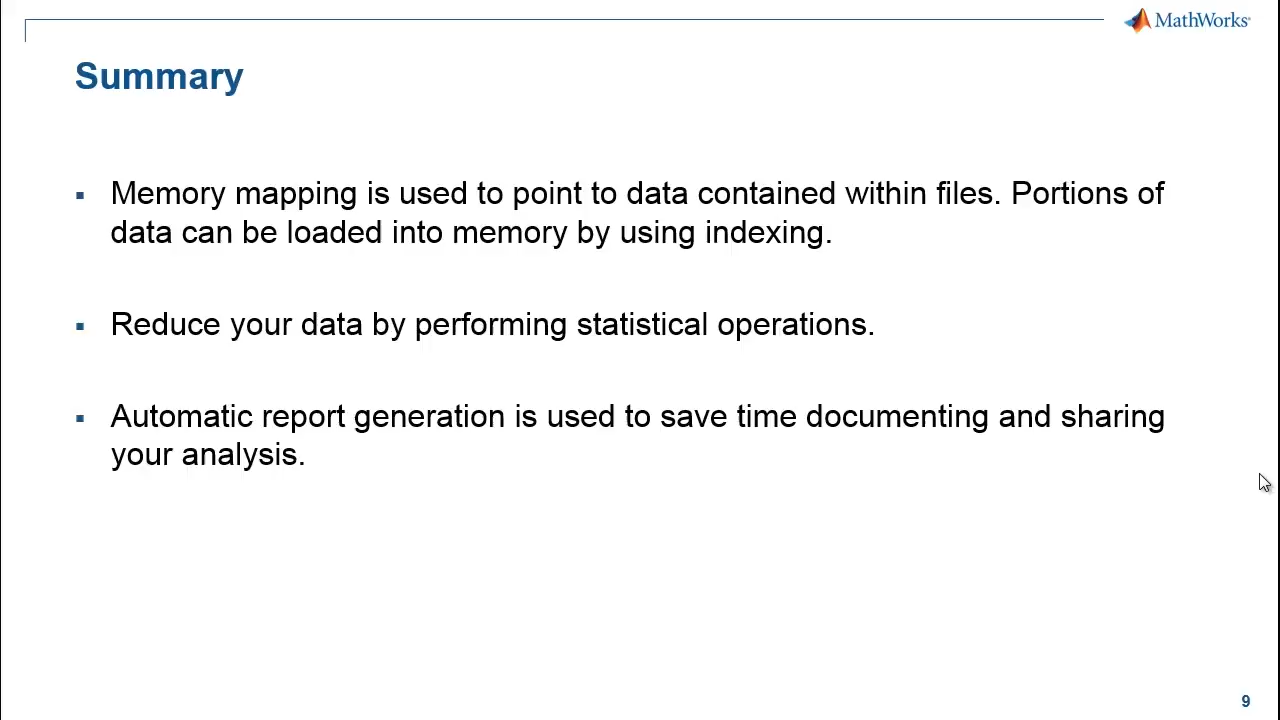 MathWorks®
Summary
▪ Memory mapping is used to point to data contained within files. Portions of
data can be loaded into memory by using indexing.
▪ Reduce your data by performing statistical operations.
▪ Automatic report generation is used to save time documenting and sharing
your analysis.
9